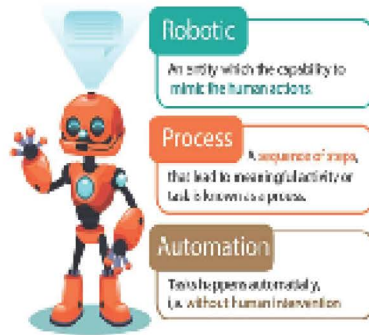 Robotic
An entity which the capability to
mimic the human actions.
Process
A sequence of steps,
that lead to meaningful activity or
task is known as a process.
Automation
Tasks happens automatially,
i.e. without human intervention